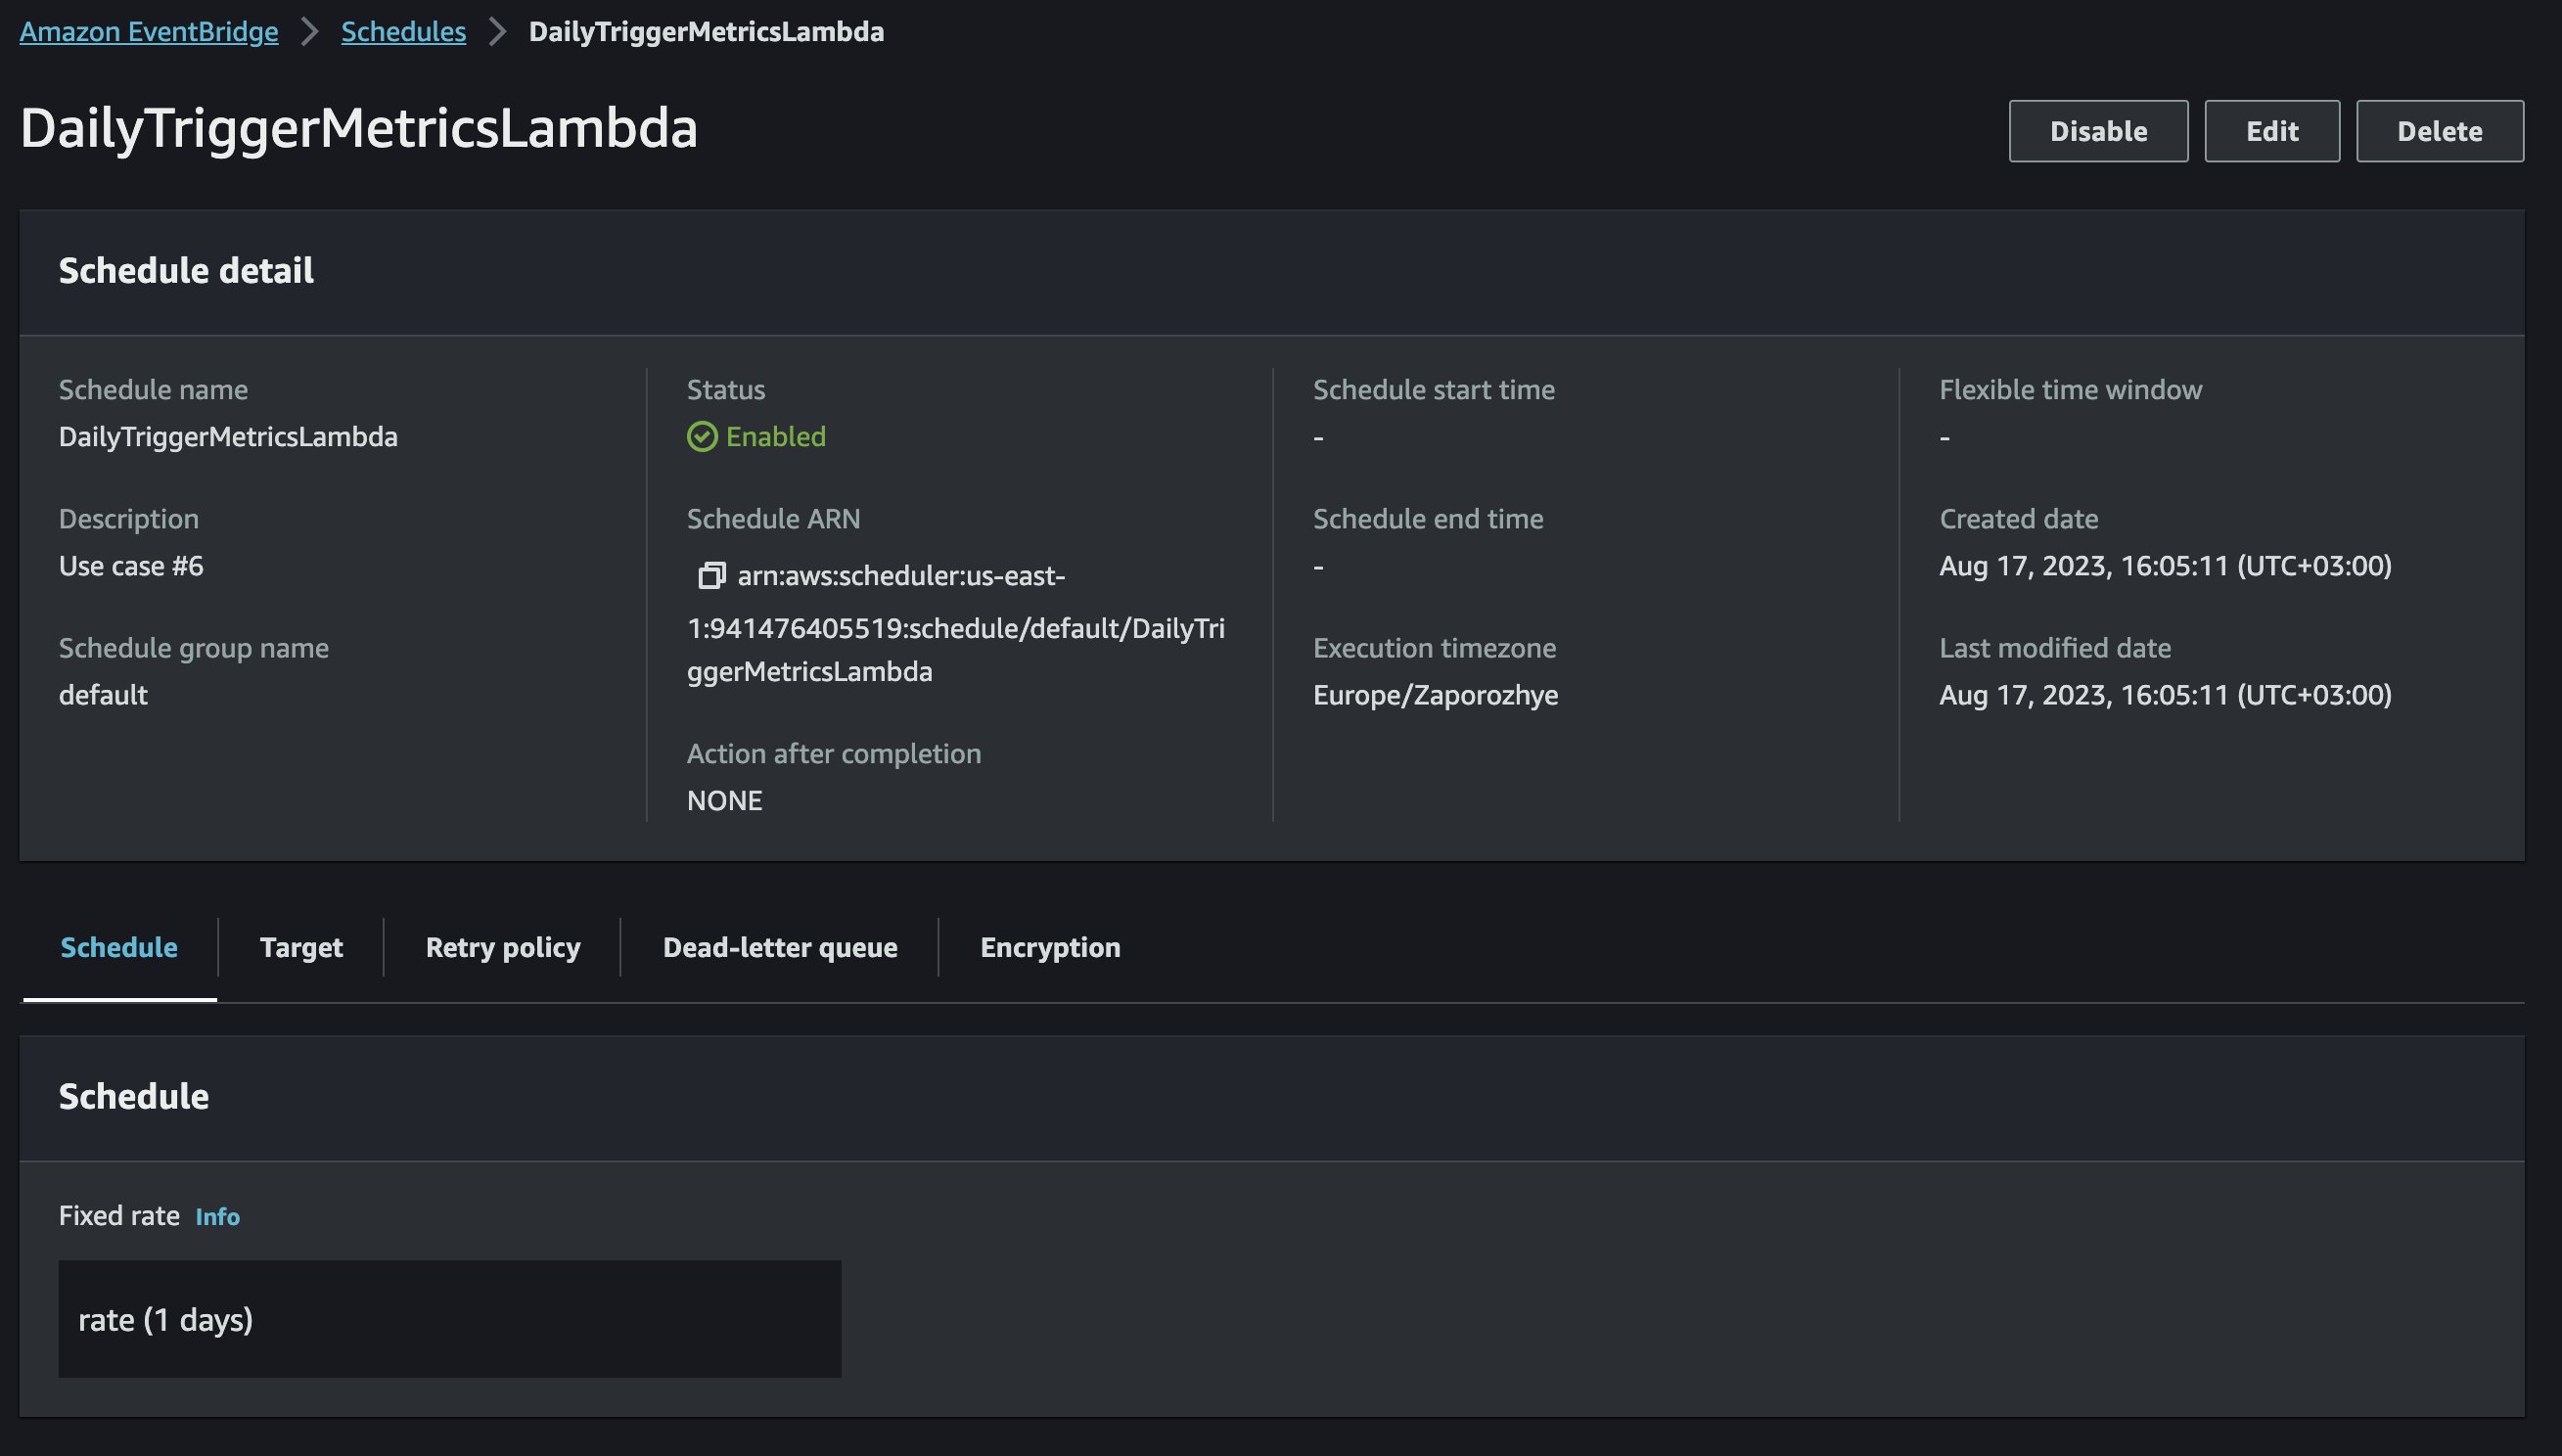 Amazon EventBridge > Schedules > DailyTriggerMetricsLambda
DailyTriggerMetricsLambda
Disable
Edit
Delete
Schedule detail
Schedule name
DailyTriggerMetricsLambda
Description
Use case #6
Schedule group name
default
Status
Enabled
Schedule ARN
arn:aws:scheduler:us-east-
1:941476405519:schedule/default/DailyTri
ggerMetricsLambda
Action after completion
NONE
Schedule start time
-
Schedule end time
-
Execution timezone
Europe/Zaporozhye
Flexible time window
-
Created date
Aug 17, 2023, 16:05:11 (UTC+03:00)
Last modified date
Aug 17, 2023, 16:05:11 (UTC+03:00)
Schedule
Target
Retry policy
Dead-letter queue
Encryption
Schedule
Fixed rate Info
rate (1 days)